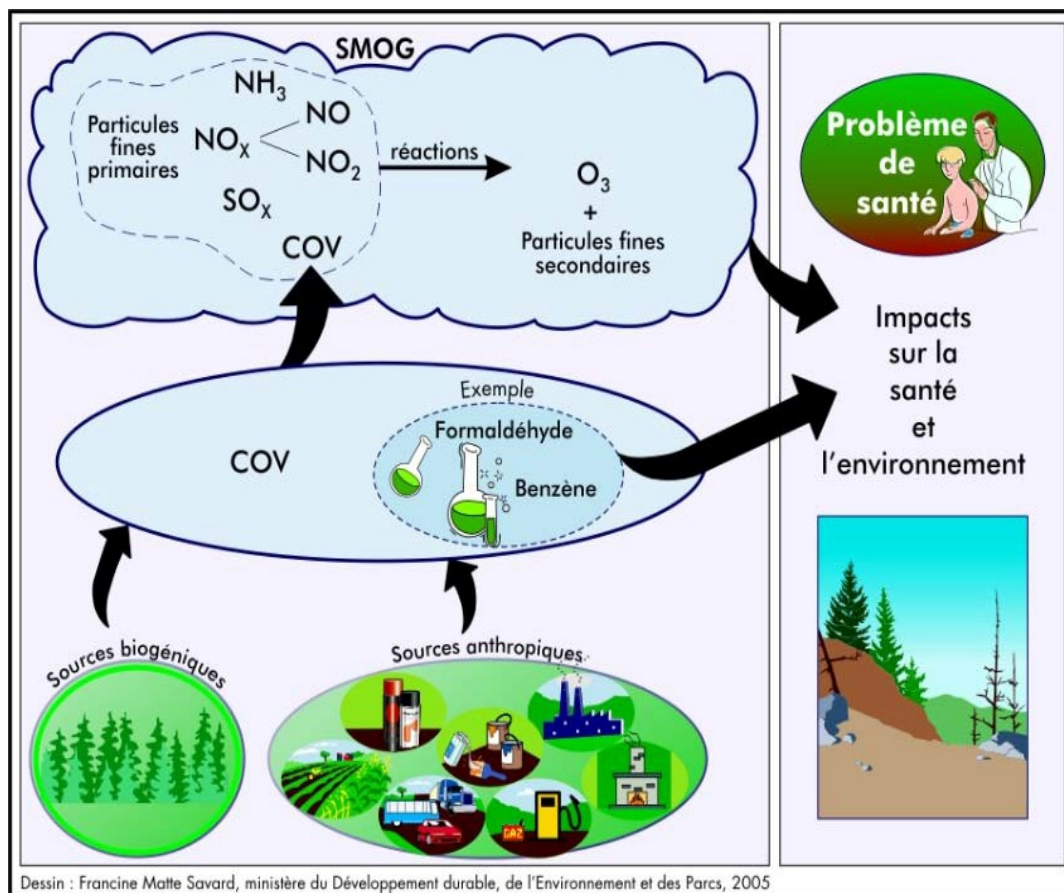 SMOG
NH₃
Particules
fines
primaires
NOₓ
NO
NO₂
SOₓ
COV
réactions
O₃
+
Particules fines
secondaires
Problème
de
santé
Impacts
sur la
santé
et
l'environnement
COV
Exemple
Formaldéhyde
Benzène
Sources biogéniques
Sources anthropiques
GAZ
Dessin : Francine Matte Savard, ministère du Développement durable, de l'Environnement et des Parcs, 2005